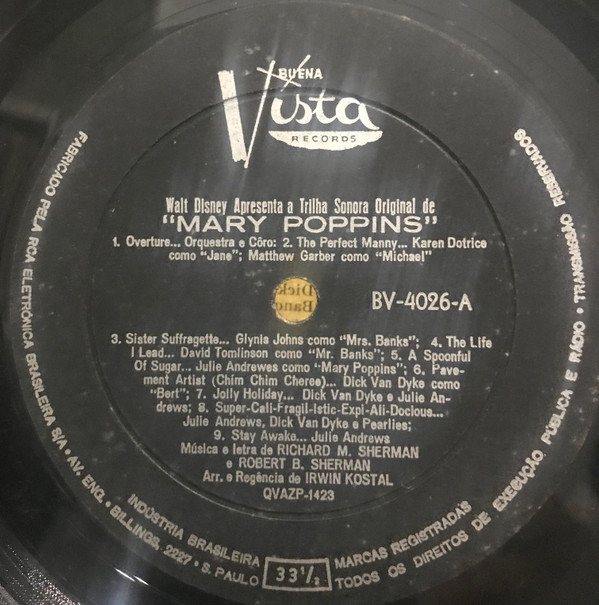 BUENA
Vista
RECORDS
Walt Disney Apresenta a Trilha Sonora Original de
"MARY POPPINS"
1. Overture... Orquestra e Côro: 2. The Perfect Manny... Karen Dotrice
como "Jane"; Matthew Garber como "Michael"
BV-4026-A
3. Sister Suffragette... Glynis Johns como "Mrs. Banks"; 4. The Life
I Lead... David Tomlinson como "Mr. Banks"; 5. A Spoonful
Of Sugar... Julie Andrewes como "Mary Poppins"; 6. Pave-
ment Artist (Chim Chim Cheree)... Dick Van Dyke como
"Bert"; 7. Jolly Holiday... Dick Van Dyke e Julie An-
drews; 8. Super-Cali-Fragil-Istic-Expi-Ali-Doclous...
Julie Andrews, Dick Van Dyke e Pearlies;
9. Stay Awake... Julie Andrews
Música e letra de RICHARD M. SHERMAN
e ROBERT B. SHERMAN
Arr. e Regência de IRWIN KOSTAL
QVAZP-1423
FABRICADO PELA RCA ELETRÔNICA BRASILEIRA S/A • AV. ENG. • BILLINGS, 2227 • S. PAULO
INDÚSTRIA BRASILEIRA
33 1/3
MARCAS REGISTRADAS
TODOS OS DIREITOS DE EXECUÇÃO PÚBLICA E RÁDIO • TRANSMISSÃO RESERVADOS
Dick
Band